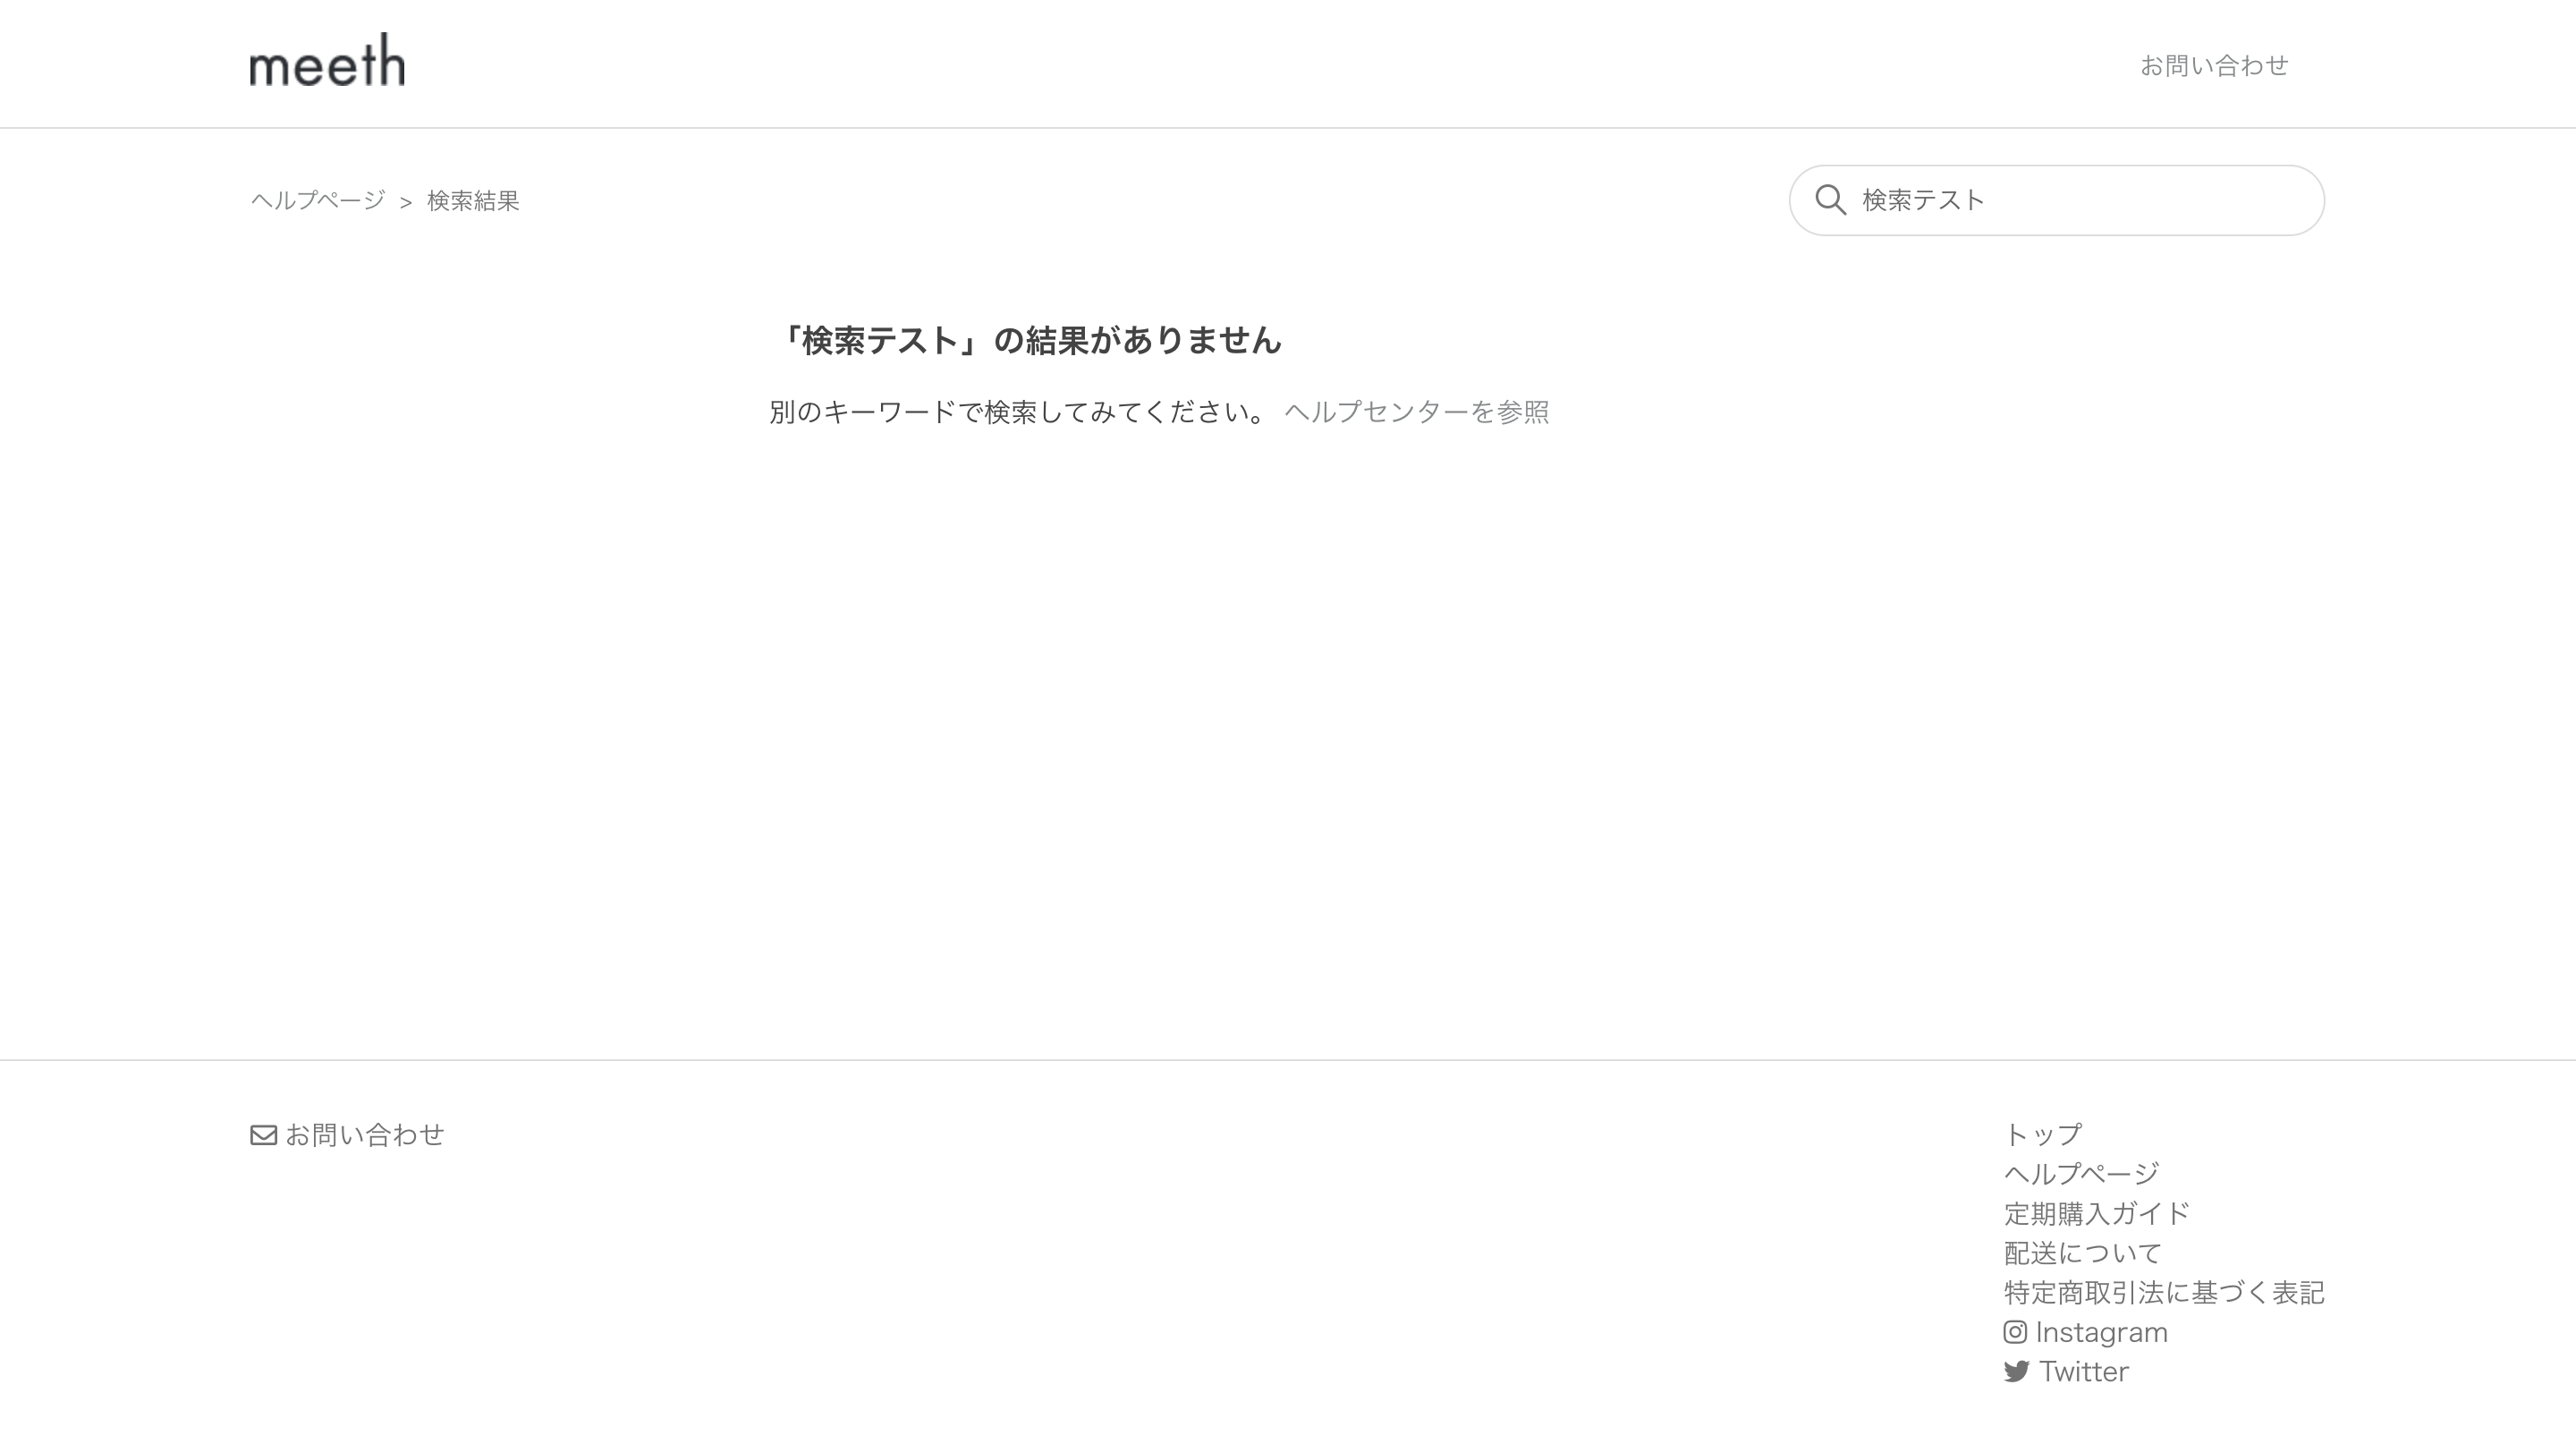 meeth
お問い合わせ
ヘルプページ > 検索結果
検索テスト
「検索テスト」の結果がありません
別のキーワードで検索してみてください。 ヘルプセンターを参照
お問い合わせ
トップ
ヘルプページ
定期購入ガイド
配送について
特定商取引法に基づく表記
Instagram
Twitter